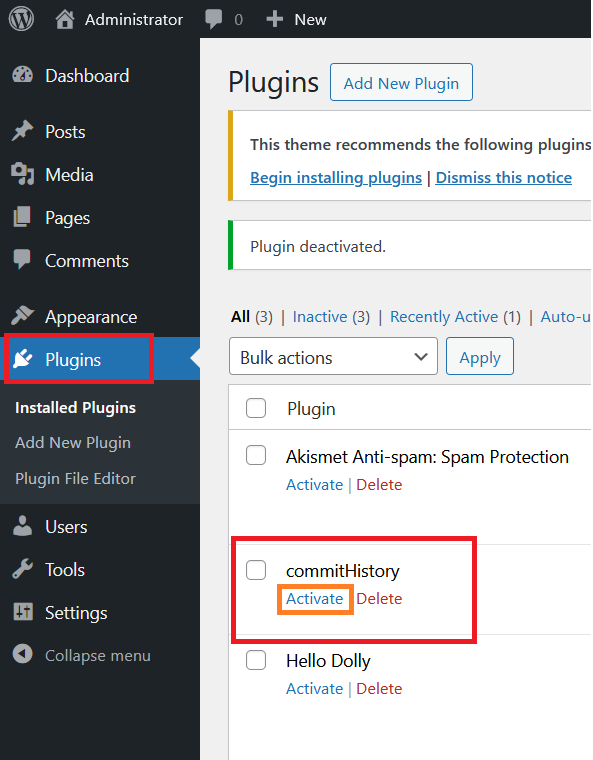 Administrator 0 New
Dashboard
Posts
Media
Pages
Comments
Appearance
Plugins
Installed Plugins
Add New Plugin
Plugin File Editor
Users
Tools
Settings
Collapse menu
Plugins Add New Plugin
This theme recommends the following plugins
Begin installing plugins | Dismiss this notice
Plugin deactivated.
All (3) | Inactive (3) | Recently Active (1) | Auto-u
Bulk actions Apply
Plugin
Akismet Anti-spam: Spam Protection
Activate | Delete
commitHistory
Activate Delete
Hello Dolly
Activate | Delete